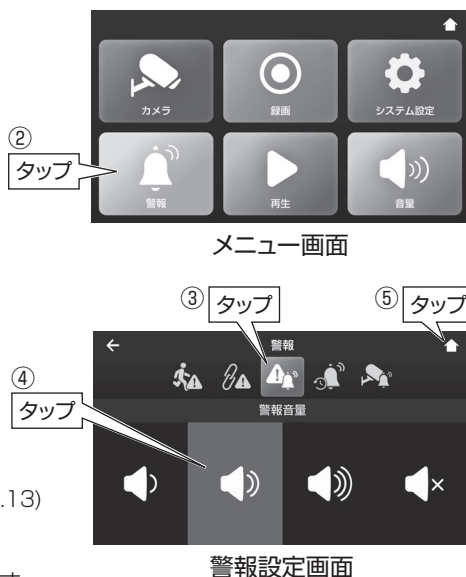 カメラ
録画
システム設定
②
タップ
警報
再生
音量
メニュー画面
③
タップ
⑤
タップ
警報
④
タップ
警報音量
.13)
警報設定画面